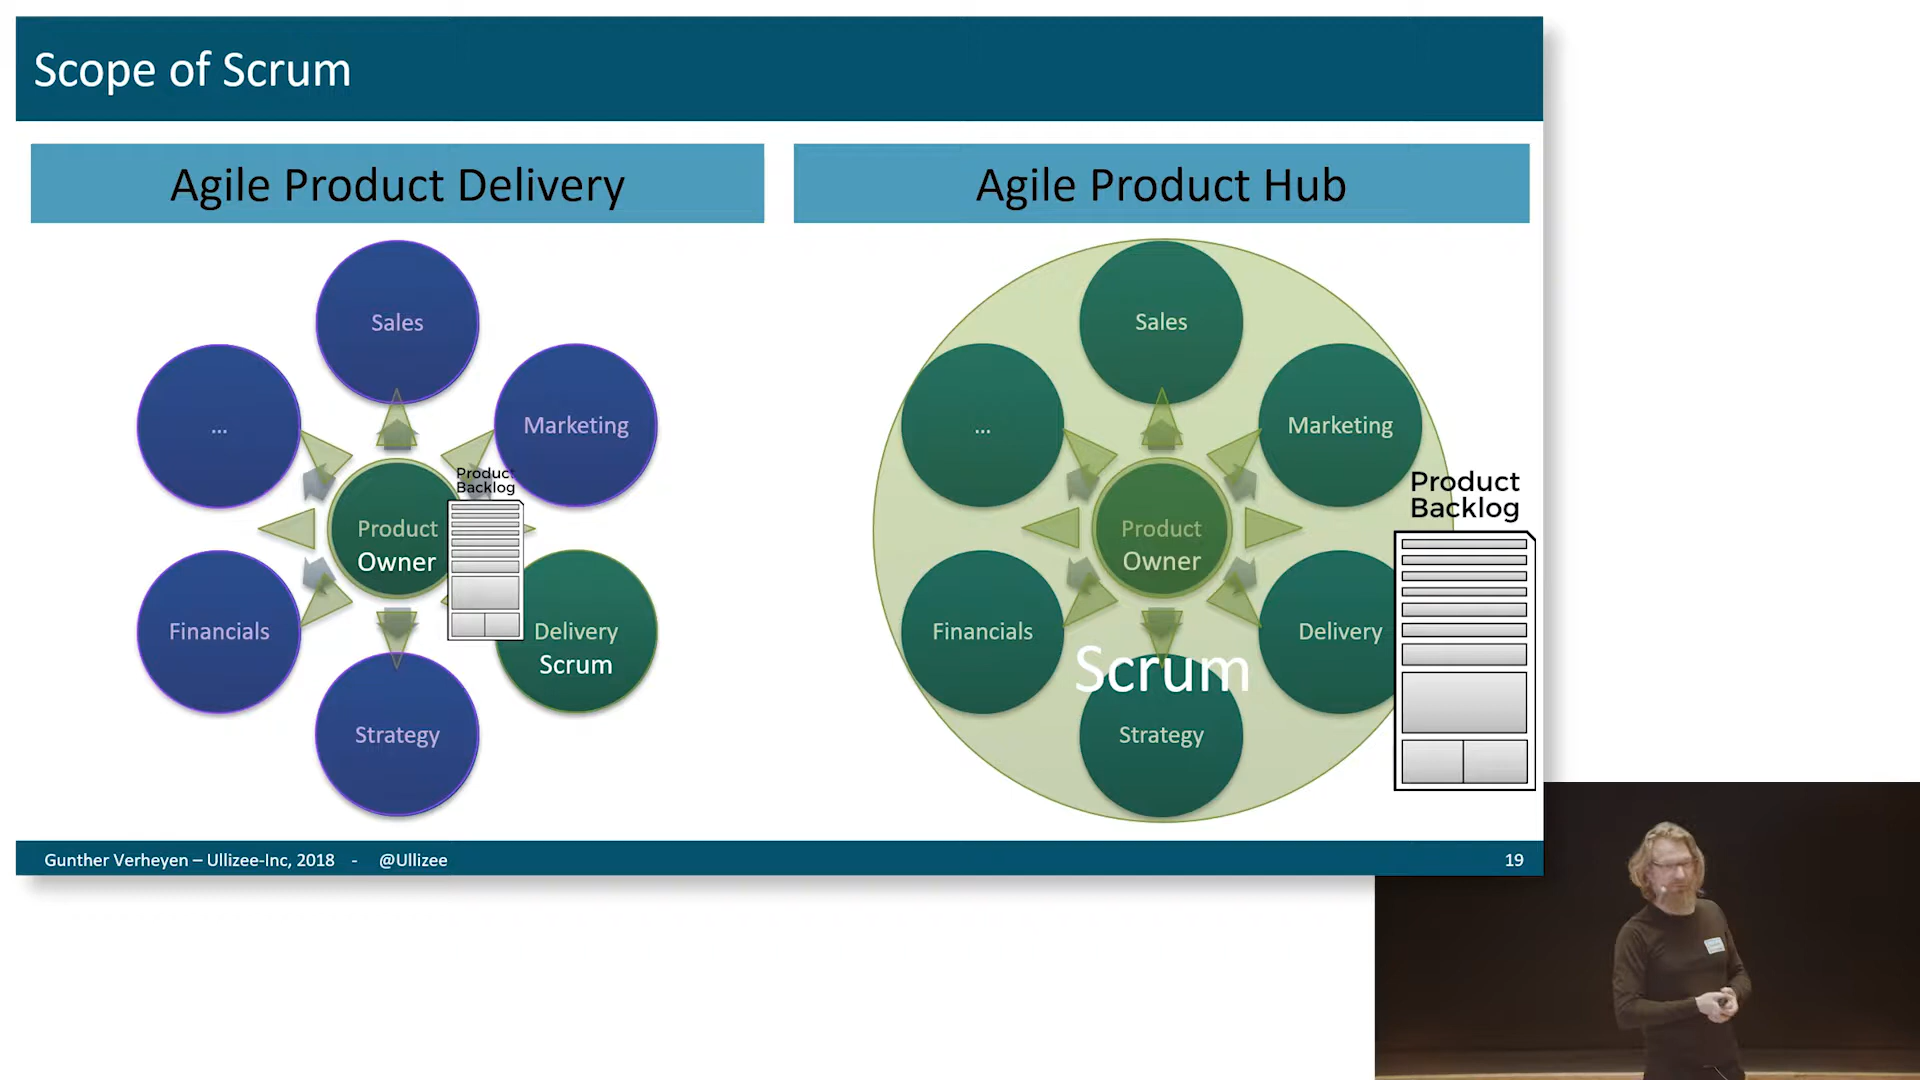 Scope of Scrum
Agile Product Delivery
Sales
...
Marketing
Product
Backlog
Product
Owner
Financials
Delivery
Scrum
Strategy
Agile Product Hub
Sales
...
Marketing
Product
Backlog
Product
Owner
Financials
Delivery
Scrum
Strategy
Gunther Verheyen – Ullizee-Inc, 2018 - @Ullizee
19